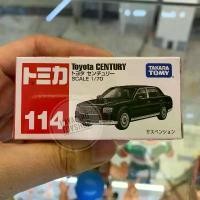 トミカ
Toyota CENTURY
トヨタ センチュリー
SCALE 1/70
TAKARA
TOMY
114
サスペンション